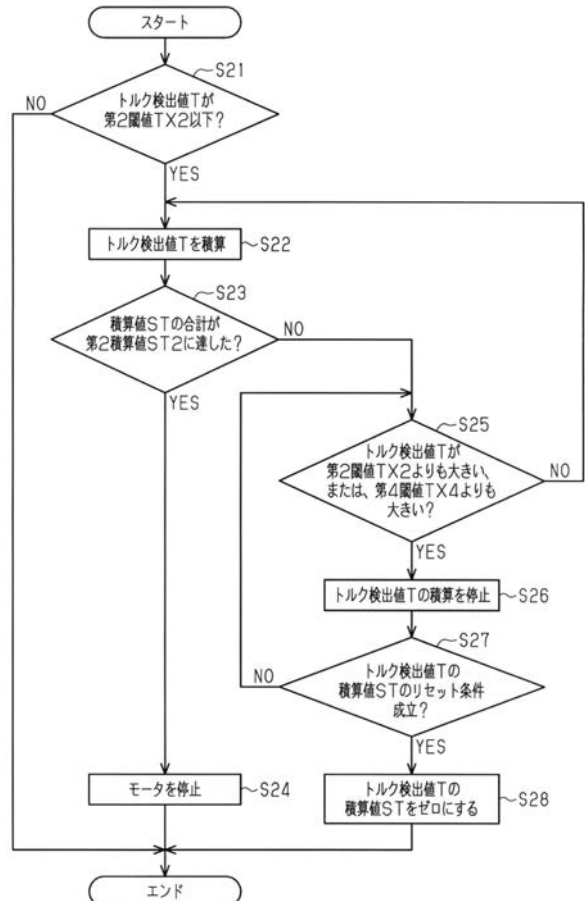 スタート
S21
トルク検出値Tが
第2閾値TX2以下?
NO
YES
トルク検出値Tを積算
S22
S23
積算値STの合計が
第2積算値ST2に達した?
NO
YES
S25
トルク検出値Tが
第2閾値TX2よりも大きい、
または、第4閾値TX4よりも
大きい?
NO
YES
トルク検出値Tの積算を停止
S26
S27
トルク検出値Tの
積算値STのリセット条件
成立?
NO
YES
モータを停止
S24
トルク検出値Tの
積算値STをゼロにする
S28
エンド